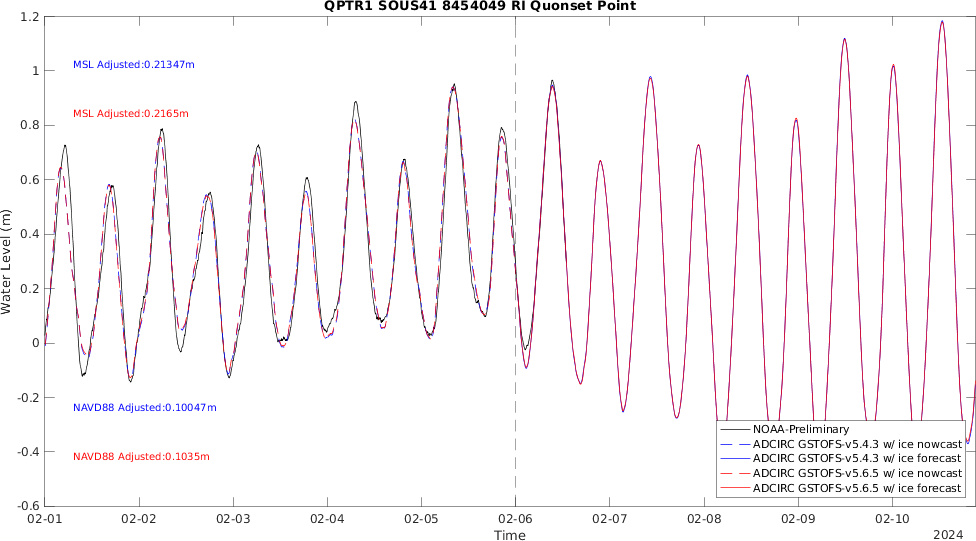 QPTR1 SOUS41 8454049 RI Quonset Point
1.2
1
0.8
0.6
0.4
0.2
0
-0.2
-0.4
-0.6
Water Level (m)
MSL Adjusted:0.21347m
MSL Adjusted:0.2165m
NAVD88 Adjusted:0.10047m
NAVD88 Adjusted:0.1035m
NOAA-Preliminary
ADCIRC GSTOFS-v5.4.3 w/ ice nowcast
ADCIRC GSTOFS-v5.4.3 w/ ice forecast
ADCIRC GSTOFS-v5.6.5 w/ ice nowcast
ADCIRC GSTOFS-v5.6.5 w/ ice forecast
02-01 02-02 02-03 02-04 02-05 02-06 02-07 02-08 02-09 02-10
Time
2024